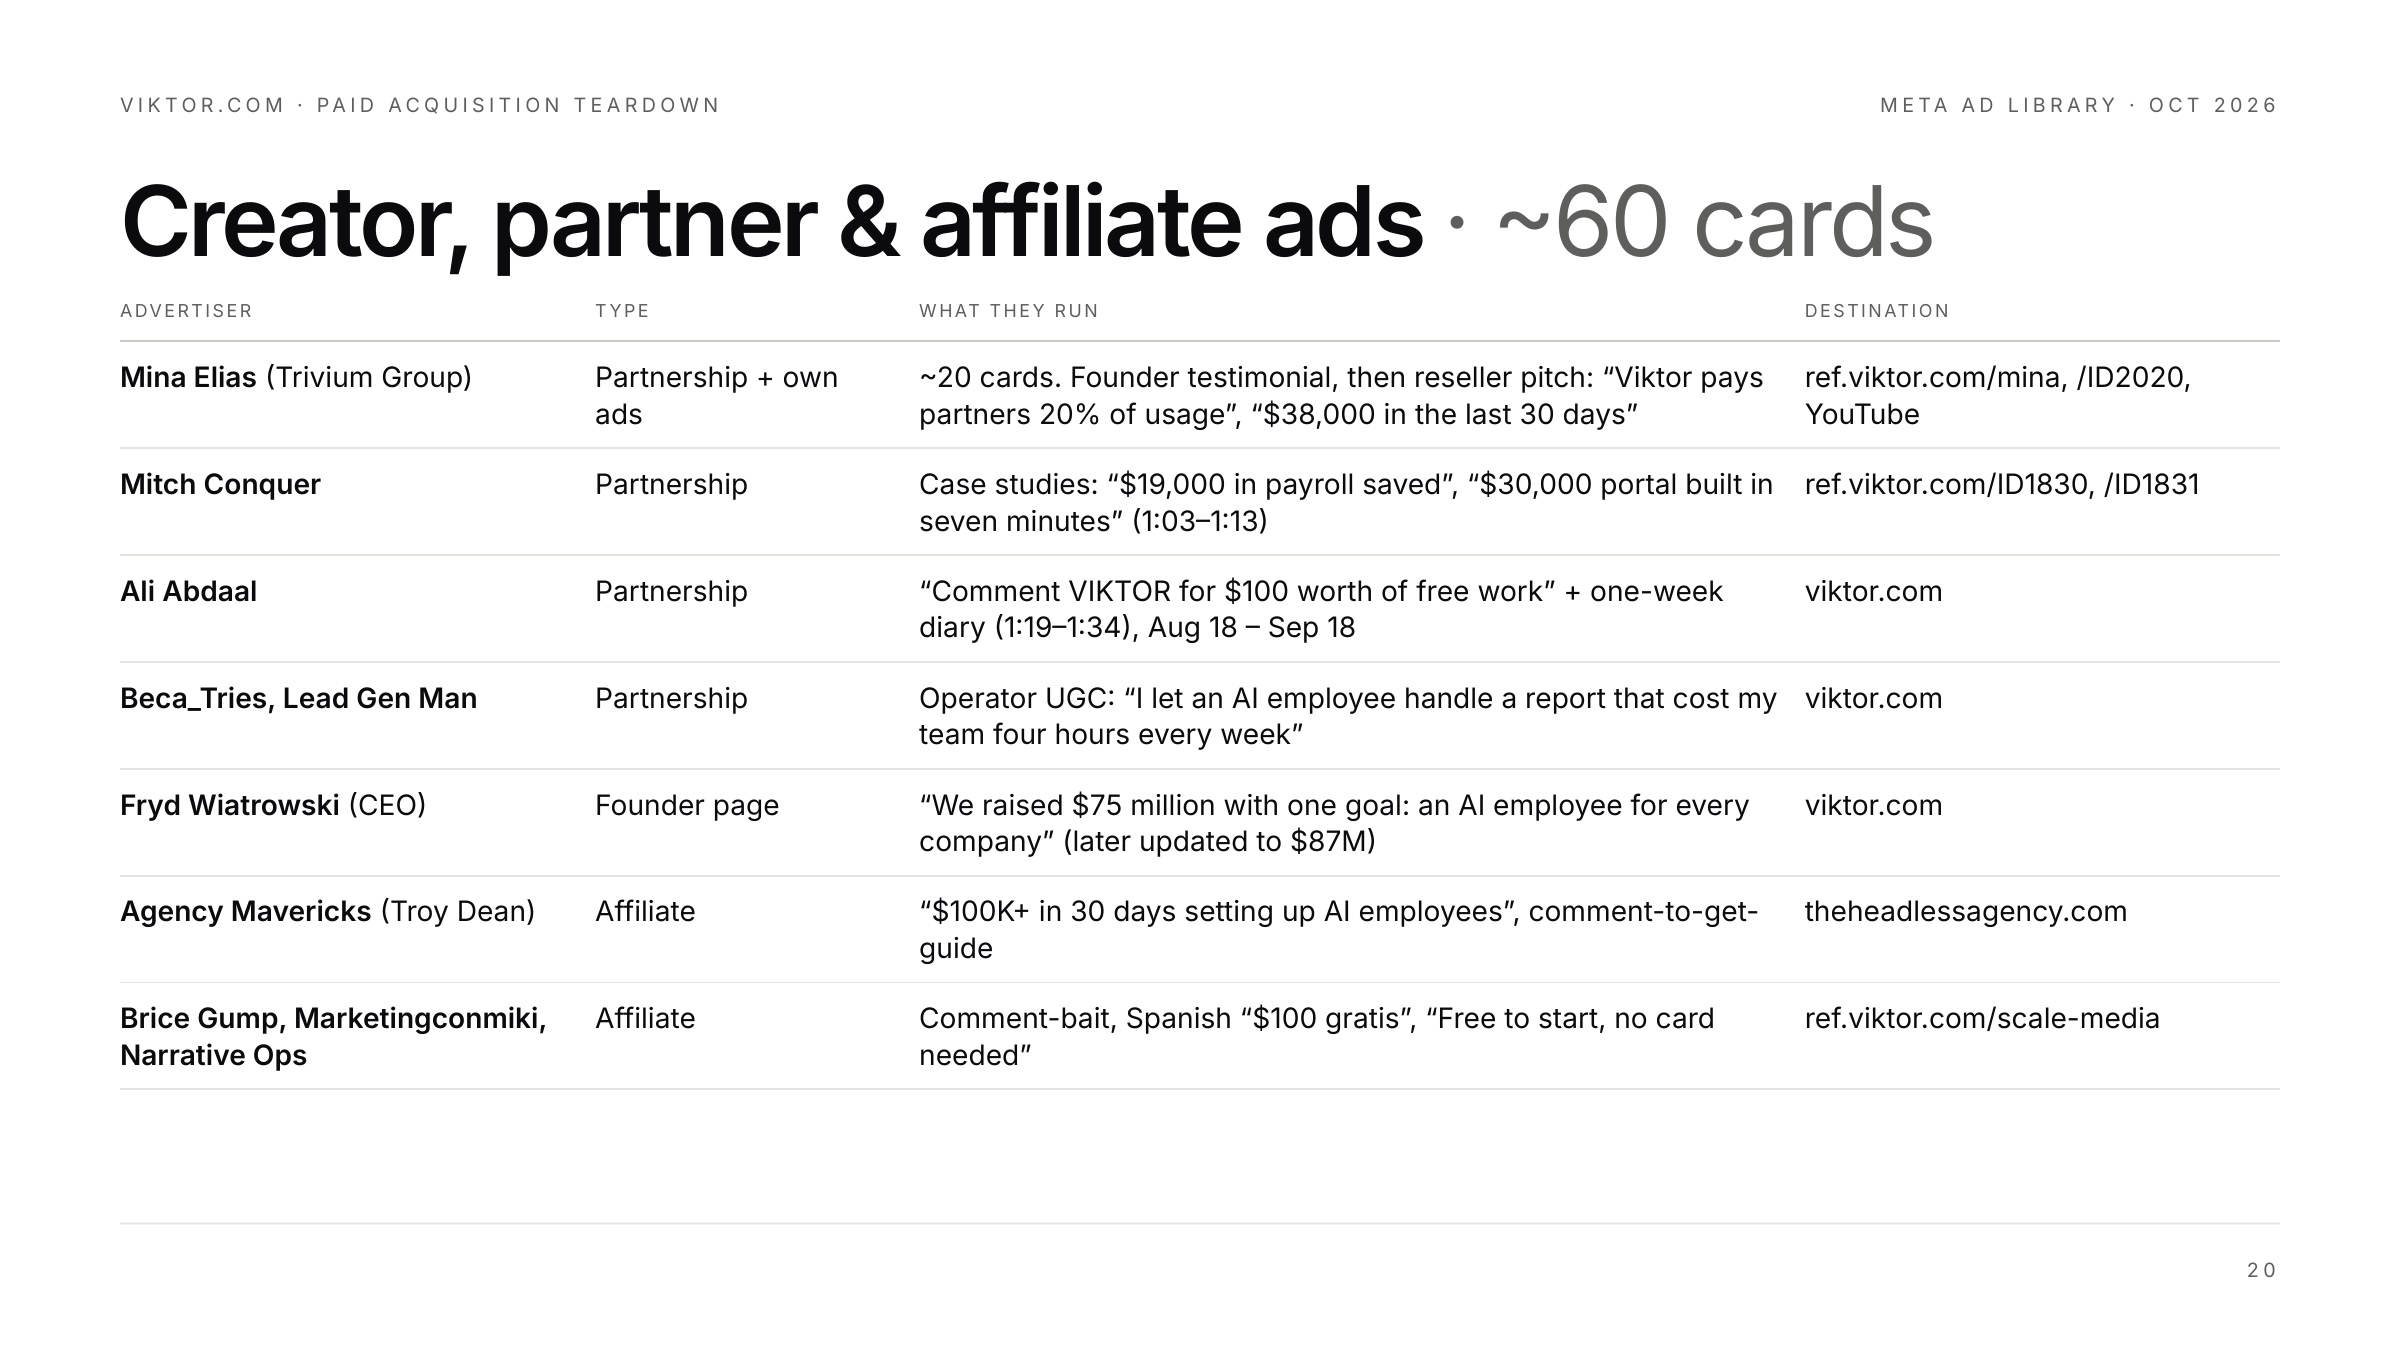 VIKTOR.COM · PAID ACQUISITION TEARDOWN
META AD LIBRARY · OCT 2026
Creator, partner & affiliate ads · ~60 cards
ADVERTISER TYPE WHAT THEY RUN DESTINATION
Mina Elias (Trivium Group)
Partnership + own
ads
~20 cards. Founder testimonial, then reseller pitch: “Viktor pays
partners 20% of usage”, “$38,000 in the last 30 days”
ref.viktor.com/mina, /ID2020,
YouTube
Mitch Conquer
Partnership
Case studies: “$19,000 in payroll saved”, “$30,000 portal built in
seven minutes” (1:03–1:13)
ref.viktor.com/ID1830, /ID1831
Ali Abdaal
Partnership
“Comment VIKTOR for $100 worth of free work” + one-week
diary (1:19–1:34), Aug 18 – Sep 18
viktor.com
Beca_Tries, Lead Gen Man
Partnership
Operator UGC: “I let an AI employee handle a report that cost my
team four hours every week”
viktor.com
Fryd Wiatrowski (CEO)
Founder page
“We raised $75 million with one goal: an AI employee for every
company” (later updated to $87M)
viktor.com
Agency Mavericks (Troy Dean)
Affiliate
“$100K+ in 30 days setting up AI employees”, comment-to-get-
guide
theheadlessagency.com
Brice Gump, Marketingconmiki,
Narrative Ops
Affiliate
Comment-bait, Spanish “$100 gratis”, “Free to start, no card
needed”
ref.viktor.com/scale-media
20